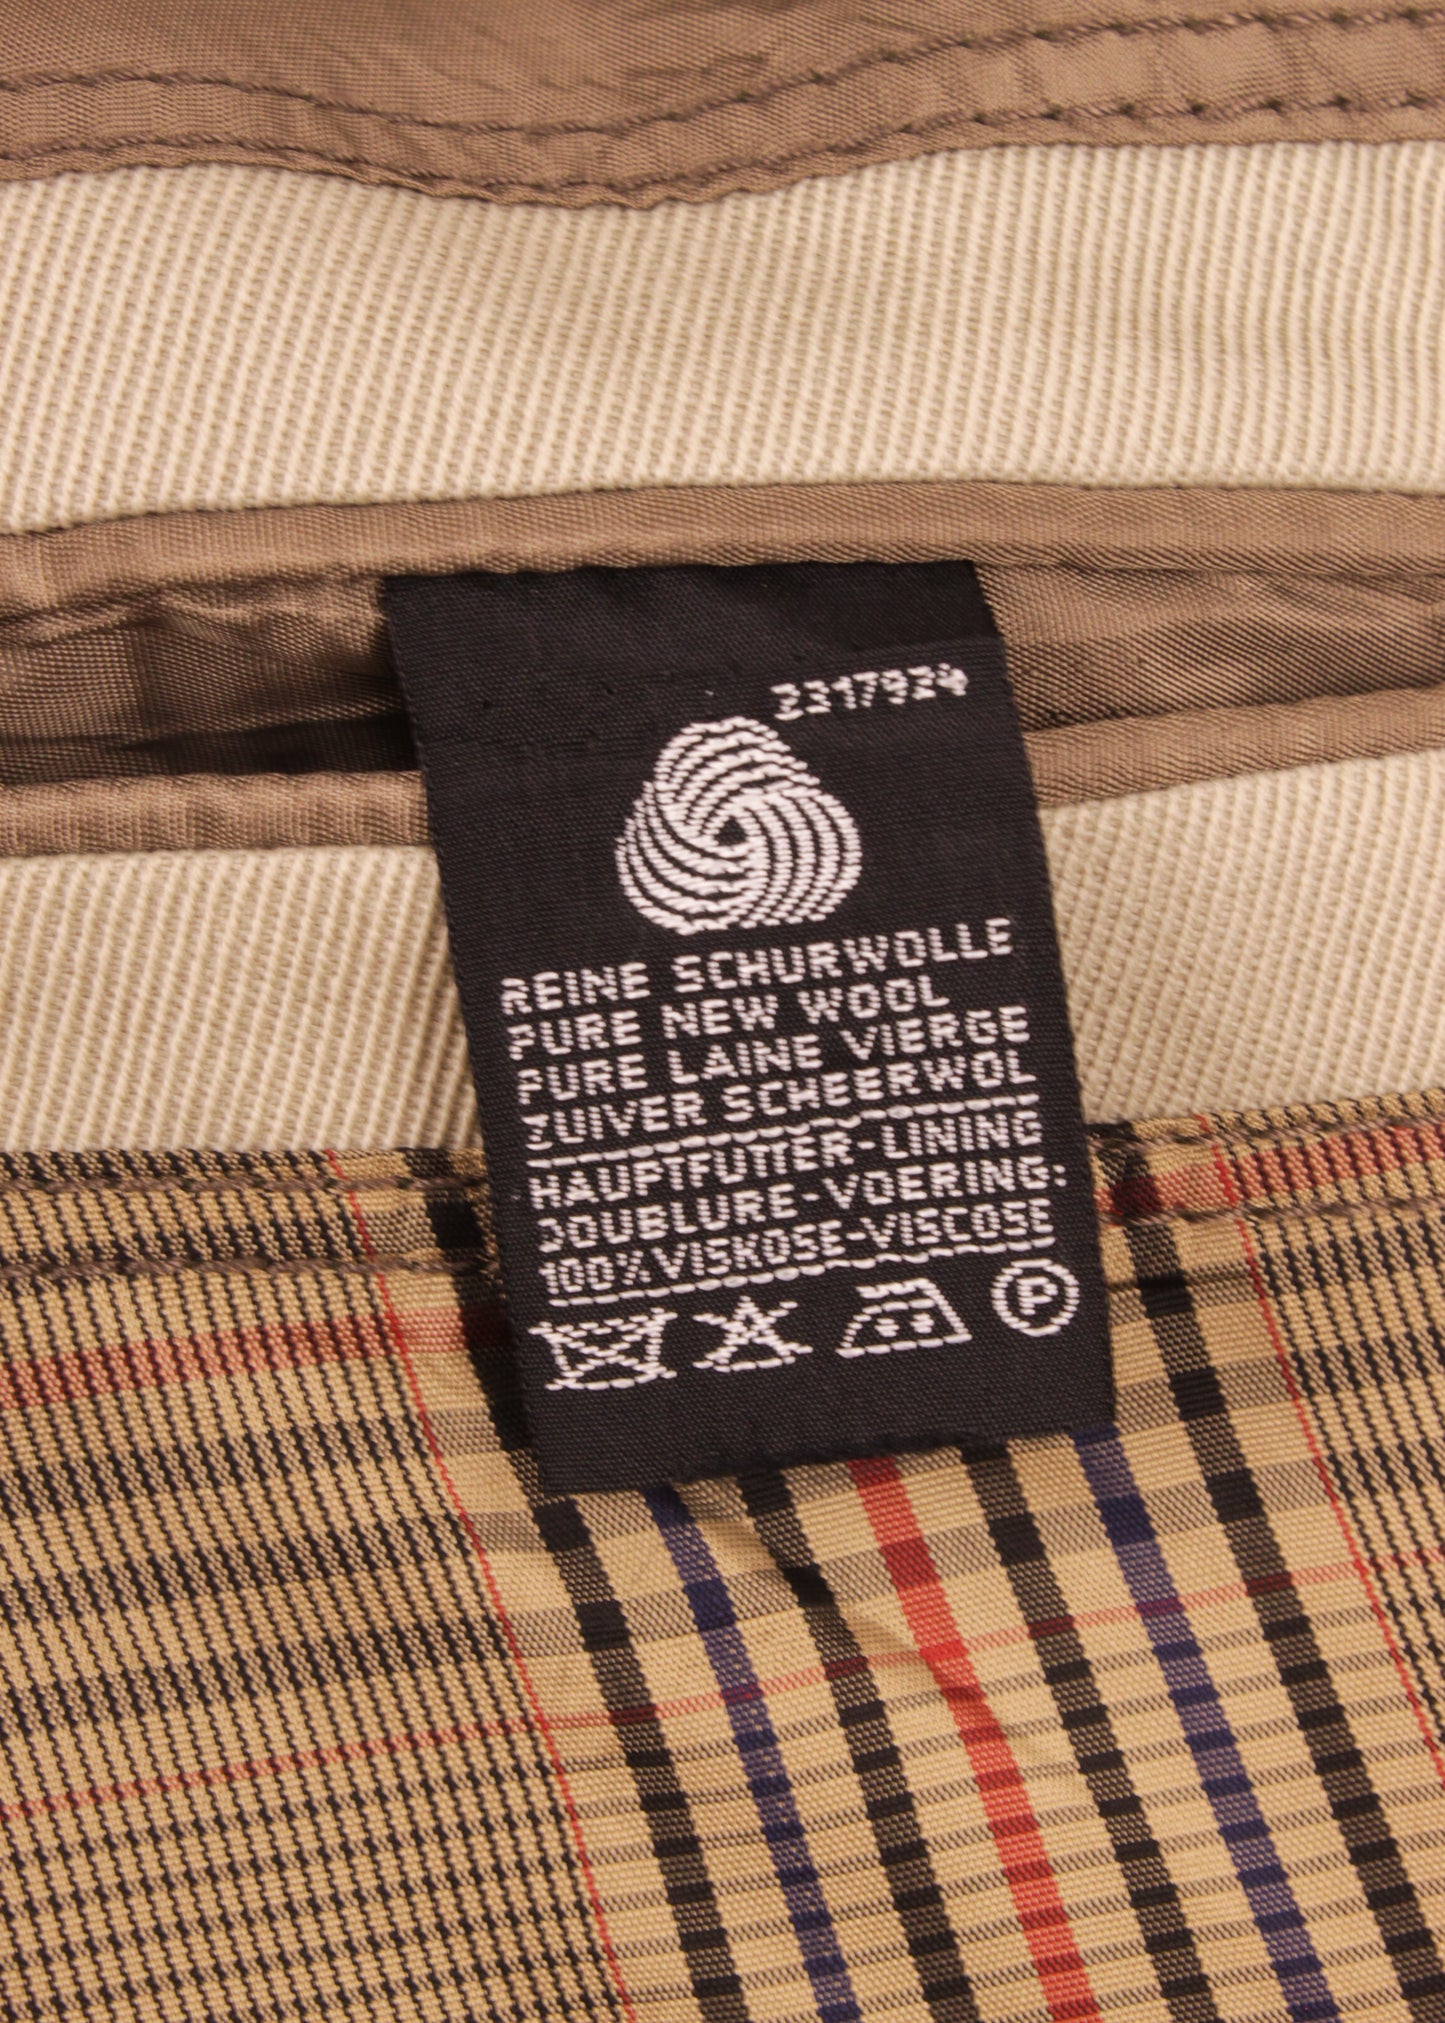 2317924
REINE SCHURWOLLE
PURE NEW WOOL
PURE LAINE VIERGE
ZUIVER SCHEERWOL
HAUPTFUTTER-LINING
DOUBLURE-VOERING:
100%VISKOSE-VISCOSE
P